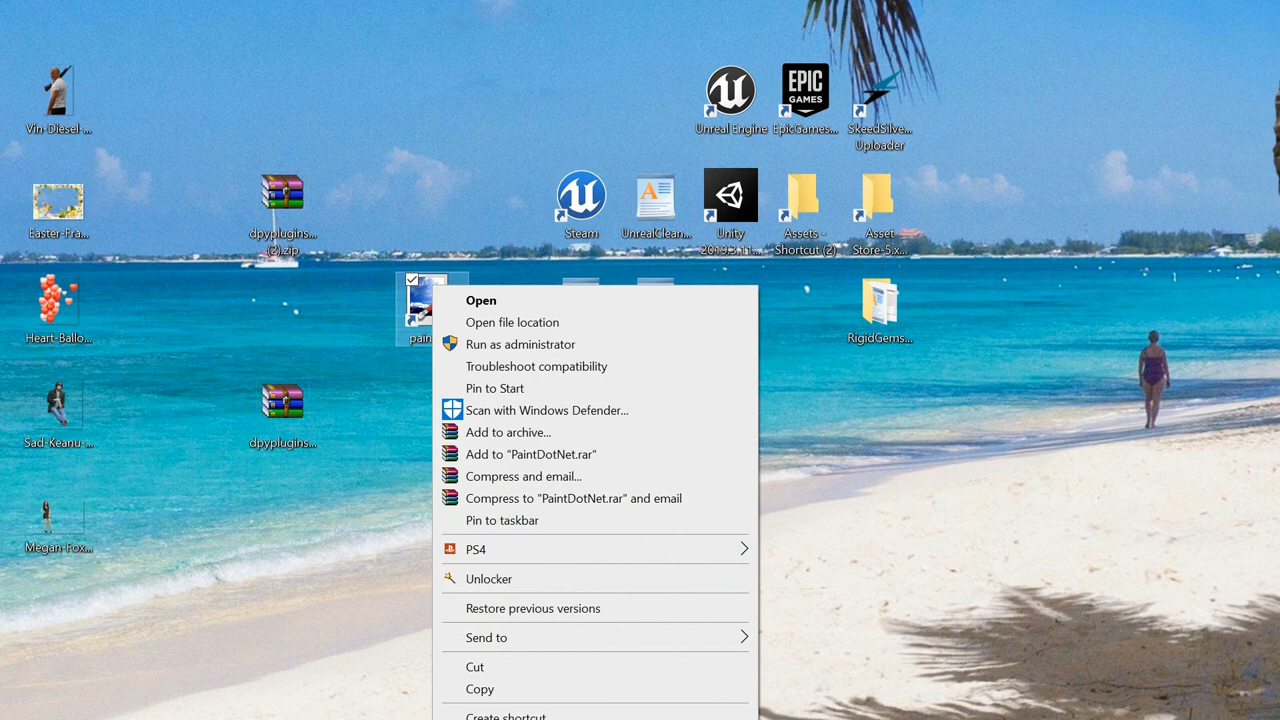 Vin-Diesel-...
Unreal Engine
EPIC
GAMES
EpicGames...
SkeedSilve...
Uploader
Easter-Fra...
dpyplugins...
(2).zip
Steam
UnrealClean...
Unity
2019.3.11...
Assets -
Shortcut (2)
Asset
Store-5.x...
Heart-Ballo...
pain
RigidGems...
Sad-Keanu-...
dpyplugins...
Megan-Fox...
Open
Open file location
Run as administrator
Troubleshoot compatibility
Pin to Start
Scan with Windows Defender...
Add to archive...
Add to "PaintDotNet.rar"
Compress and email...
Compress to "PaintDotNet.rar" and email
Pin to taskbar
PS4
Unlocker
Restore previous versions
Send to
Cut
Copy
Create shortcut